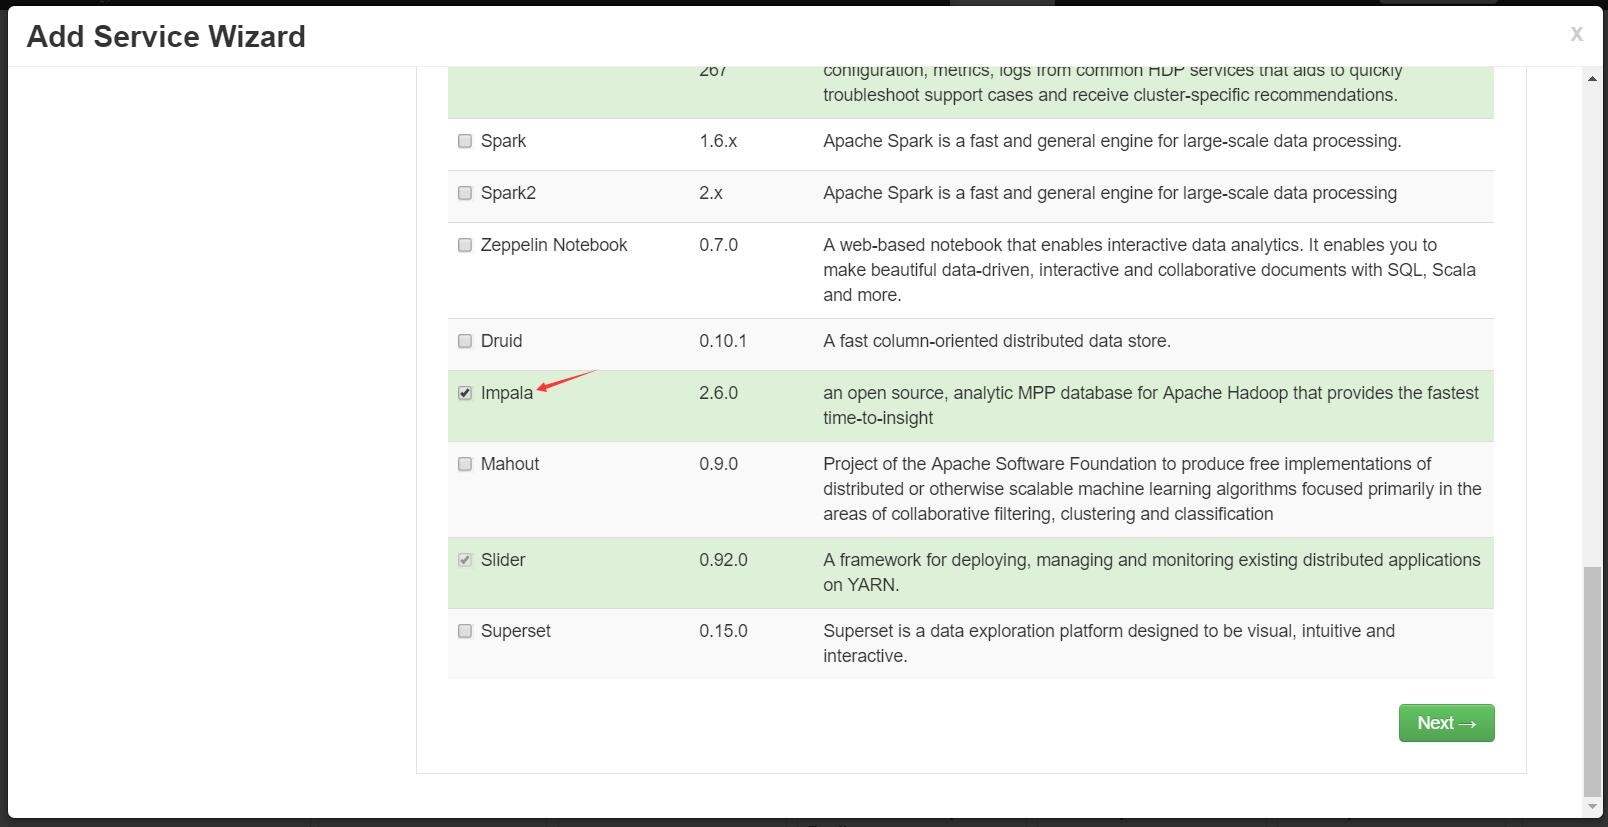 Add Service Wizard
x
267 configuration, metrics, logs from common HDP services that aids to quickly
troubleshoot support cases and receive cluster-specific recommendations.
Spark 1.6.x Apache Spark is a fast and general engine for large-scale data processing.
Spark2 2.x Apache Spark is a fast and general engine for large-scale data processing
Zeppelin Notebook 0.7.0 A web-based notebook that enables interactive data analytics. It enables you to
make beautiful data-driven, interactive and collaborative documents with SQL, Scala
and more.
Druid 0.10.1 A fast column-oriented distributed data store.
Impala 2.6.0 an open source, analytic MPP database for Apache Hadoop that provides the fastest
time-to-insight
Mahout 0.9.0 Project of the Apache Software Foundation to produce free implementations of
distributed or otherwise scalable machine learning algorithms focused primarily in the
areas of collaborative filtering, clustering and classification
Slider 0.92.0 A framework for deploying, managing and monitoring existing distributed applications
on YARN.
Superset 0.15.0 Superset is a data exploration platform designed to be visual, intuitive and
interactive.
Next →